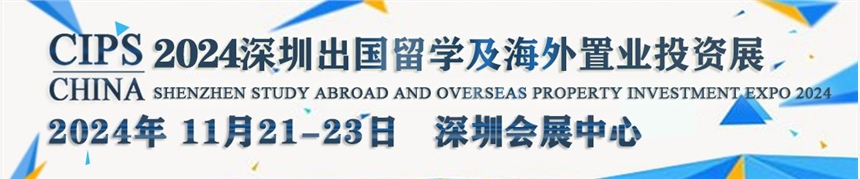 CIPS
CHINA
2024深圳出国留学及海外置业投资展
SHENZHEN STUDY ABROAD AND OVERSEAS PROPERTY INVESTMENT EXPO 2024
2024年 11月21-23日 深圳会展中心